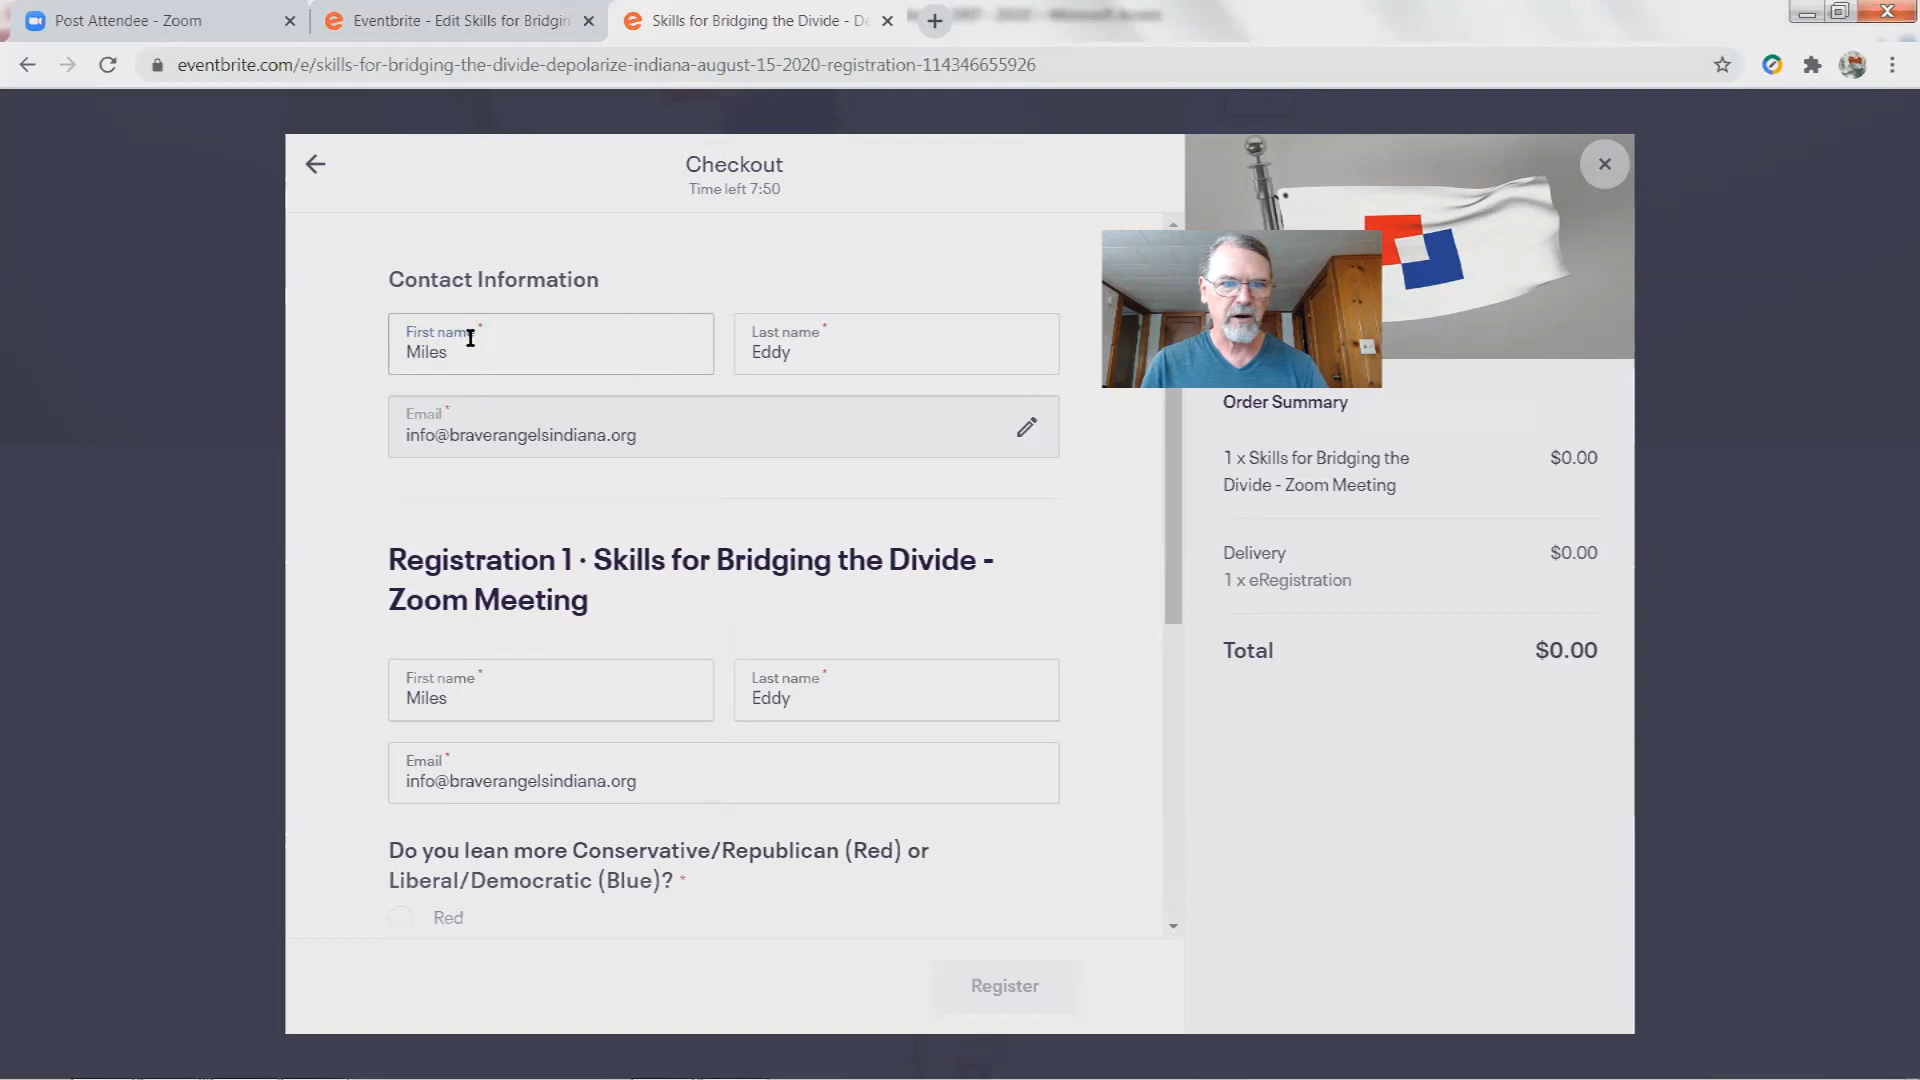 Post Attendee - Zoom
Eventbrite - Edit Skills for Bridgin
Skills for Bridging the Divide - De
eventbrite.com/e/skills-for-bridging-the-divide-depolarize-indiana-august-15-2020-registration-114346655926
Checkout
Time left 7:50
Contact Information
First name *
Miles
Last name *
Eddy
Email *
info@braverangelsindiana.org
Registration 1 · Skills for Bridging the Divide -
Zoom Meeting
First name *
Miles
Last name *
Eddy
Email *
info@braverangelsindiana.org
Do you lean more Conservative/Republican (Red) or
Liberal/Democratic (Blue)? *
Red
Register
Order Summary
1 x Skills for Bridging the
Divide - Zoom Meeting
$0.00
Delivery
$0.00
1 x eRegistration
Total
$0.00